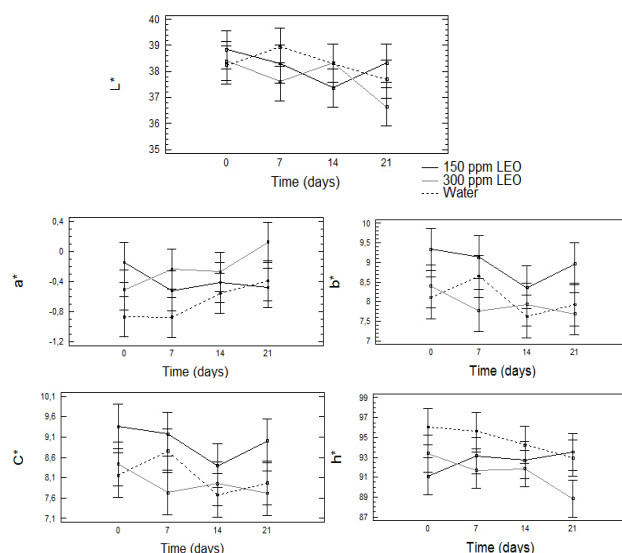 40
39
38
37
36
35
L*
0 7 14 21
Time (days)
150 ppm LEO
300 ppm LEO
Water
0,4
0
-0,4
-0,8
-1,2
a*
0 7 14 21
Time (days)
10
9,5
9
8,5
8
7,5
7
b*
0 7 14 21
Time (days)
10,1
9,6
9,1
8,6
8,1
7,6
7,1
C*
0 7 14 21
Time (days)
99
97
95
93
91
89
87
h*
0 7 14 21
Time (days)